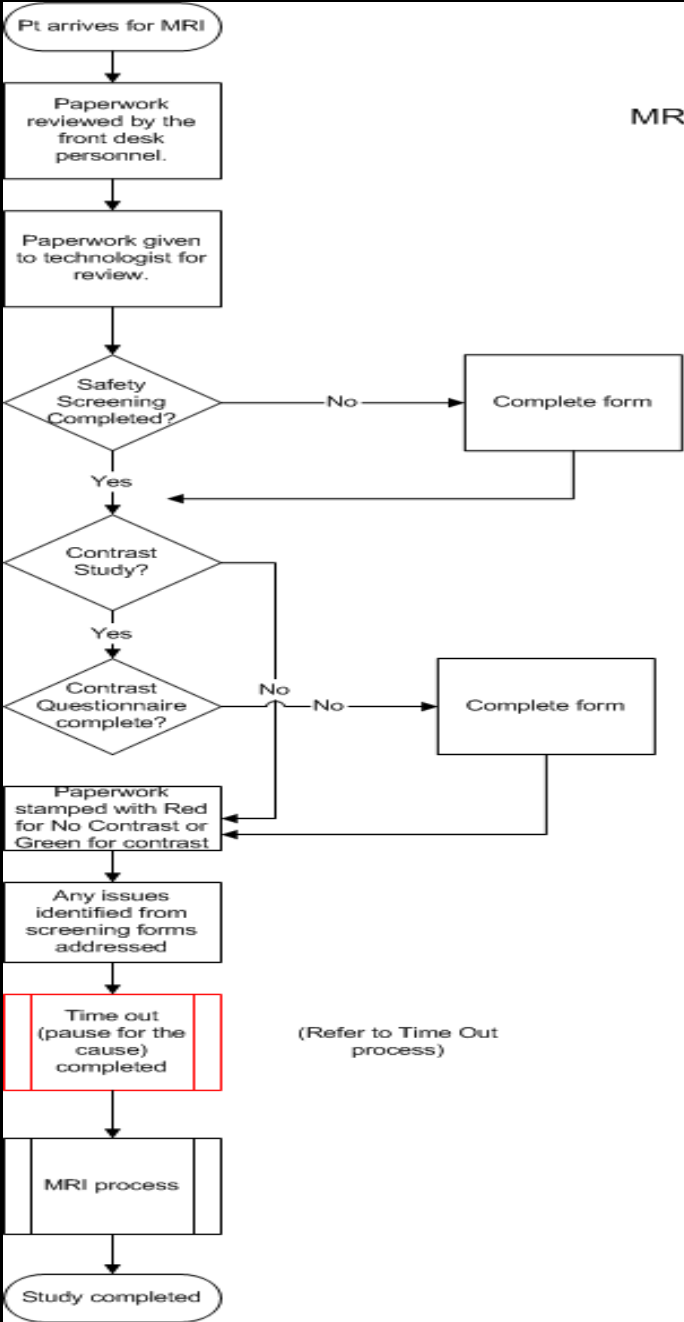 Pt arrives for MRI
Paperwork
reviewed by the
front desk
personnel.
MR
Paperwork given
to technologist for
review.
Safety
Screening
Completed?
No
Complete form
Yes
Contrast
Study?
Yes
No
Contrast
Questionnaire
complete?
No
Complete form
Paperwork
stamped with Red
for No Contrast or
Green for contrast
Any issues
identified from
screening forms
addressed
Time out
(pause for the
cause)
completed
(Refer to Time Out
process)
MRI process
Study completed